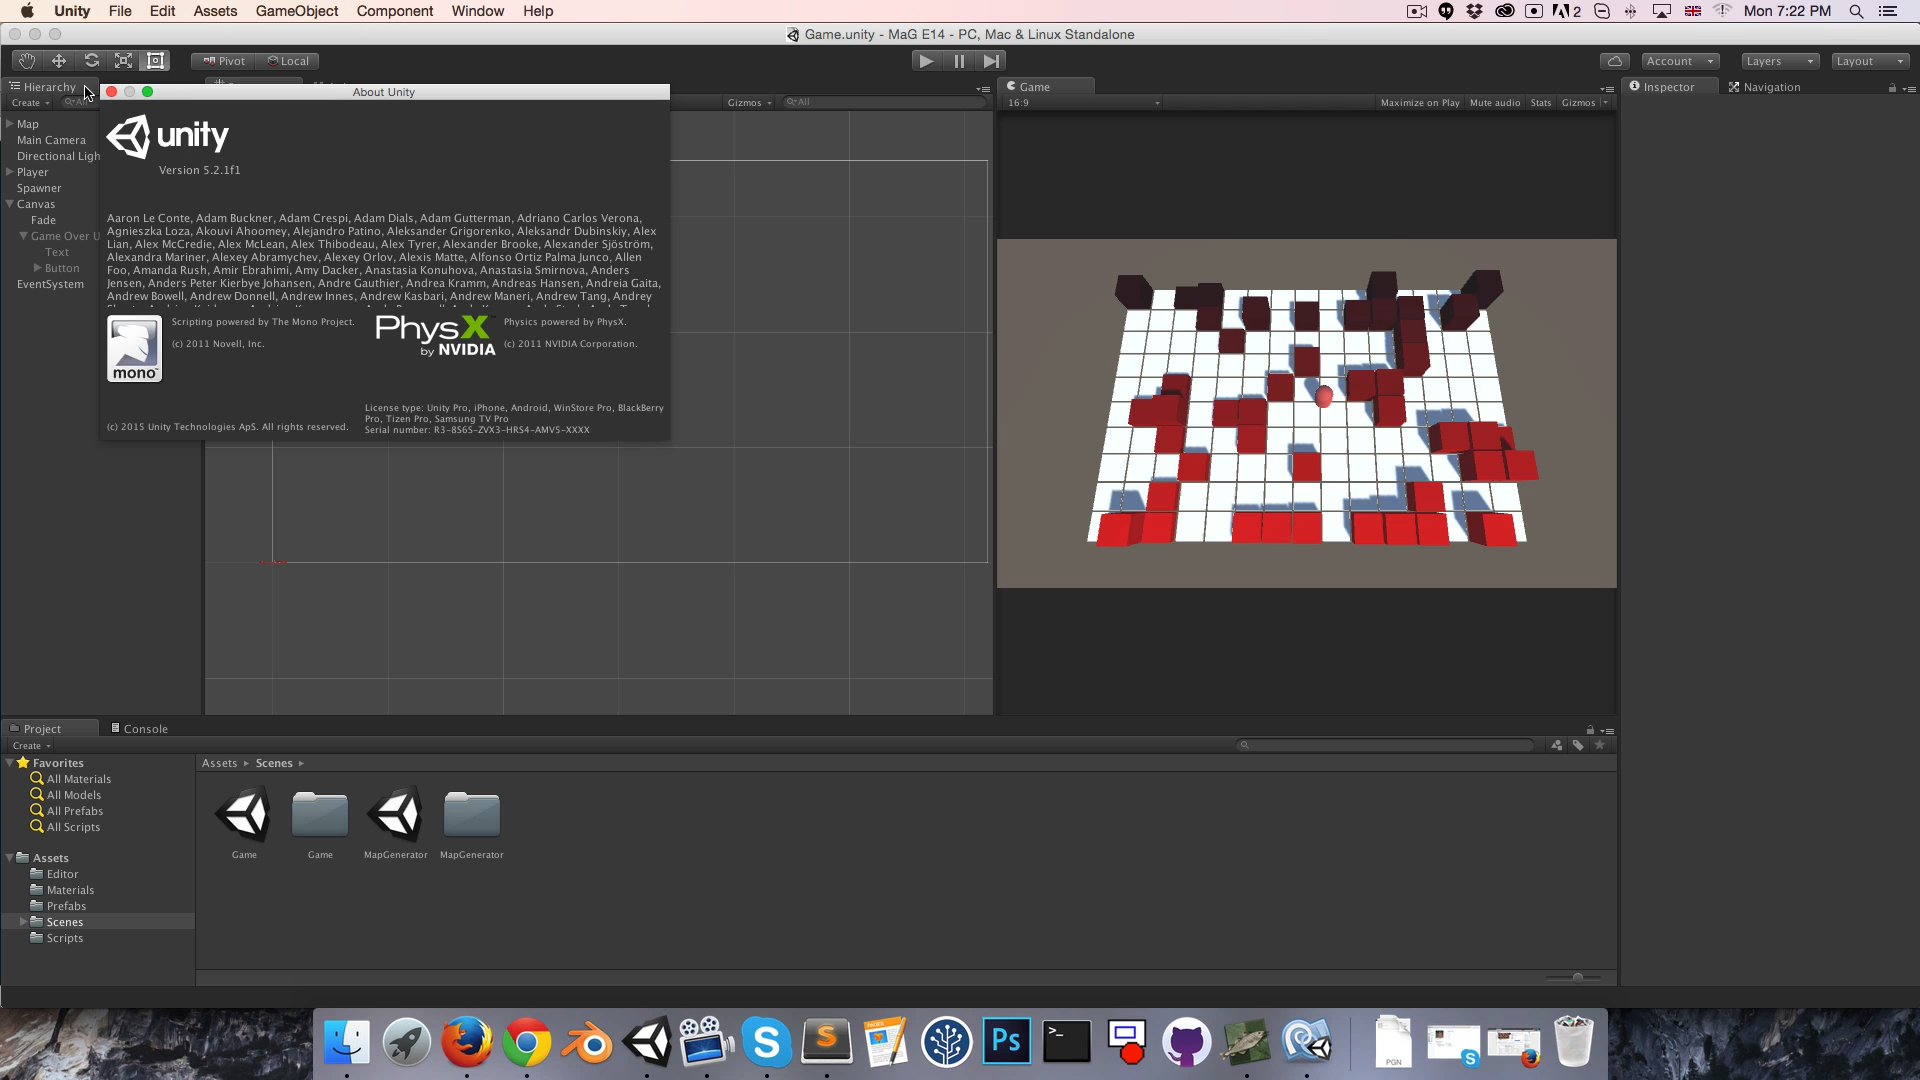 Unity File Edit Assets GameObject Component Window Help
2 Mon 7:22 PM
Game.unity - MaG E14 - PC, Mac & Linux Standalone
Pivot Local
Account Layers Layout
Hierarchy
Create
Map
Main Camera
Directional Ligh
Player
Spawner
Canvas
Fade
Game Over U
Text
Button
EventSystem
About Unity
unity
Version 5.2.1f1
Aaron Le Conte, Adam Buckner, Adam Crespi, Adam Dials, Adam Gutterman, Adriano Carlos Verona,
Agnieszka Loza, Akouvi Ahoomey, Alejandro Patino, Aleksander Grigorenko, Aleksandr Dubinskiy, Alex
Lian, Alex McCredie, Alex McLean, Alex Thibodeau, Alex Tyrer, Alexander Brooke, Alexander Sjöström,
Alexandra Mariner, Alexey Abramychev, Alexey Orlov, Alexis Matte, Alfonso Ortiz Palma Junco, Allen
Foo, Amanda Rush, Amir Ebrahimi, Amy Dacker, Anastasia Konuhova, Anastasia Smirnova, Anders
Jensen, Anders Peter Kierbye Johansen, Andre Gauthier, Andrea Kramm, Andreas Hansen, Andreia Gaita,
Andrew Bowell, Andrew Donnell, Andrew Innes, Andrew Kasbari, Andrew Maneri, Andrew Tang, Andrey
mono
Scripting powered by The Mono Project.
(c) 2011 Novell, Inc.
PhysX
by NVIDIA
Physics powered by PhysX.
(c) 2011 NVIDIA Corporation.
License type: Unity Pro, iPhone, Android, WinStore Pro, BlackBerry
Pro, Tizen Pro, Samsung TV Pro
Serial number: R3-8S6S-ZVX3-HRS4-AMV5-XXXX
(c) 2015 Unity Technologies ApS. All rights reserved.
Gizmos All
Game
16:9 Maximize on Play Mute audio Stats Gizmos
Inspector Navigation
Project Console
Create
Favorites
All Materials
All Models
All Prefabs
All Scripts
Assets
Editor
Materials
Prefabs
Scenes
Scripts
Assets Scenes
Game Game MapGenerator MapGenerator
S
S
Ps
>_
PGN
S